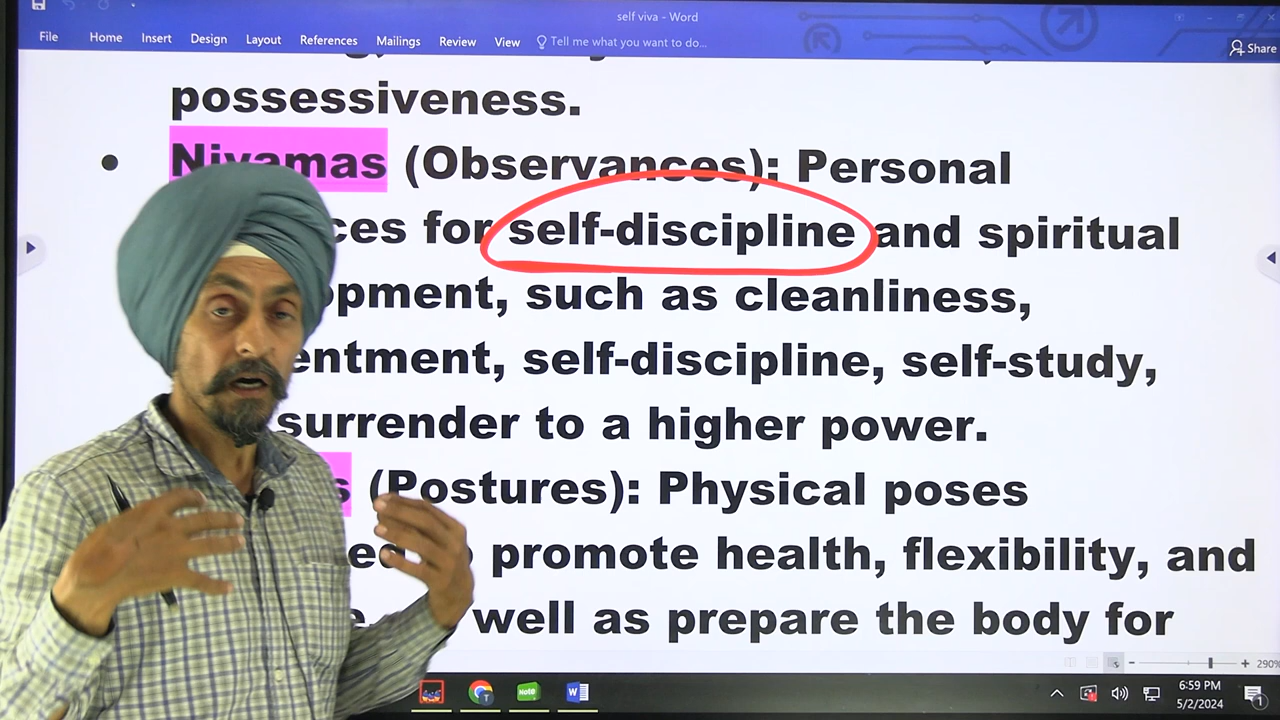 self viva - Word
File Home Insert Design Layout References Mailings Review View Tell me what you want to do... Share
possessiveness.
• Niyamas (Observances): Personal
for self-discipline and spiritual
such as cleanliness,
self-discipline, self-study,
surrender to a higher power.
(Postures): Physical poses
promote health, flexibility, and
well as prepare the body for
290%
Note
6:59 PM
5/2/2024